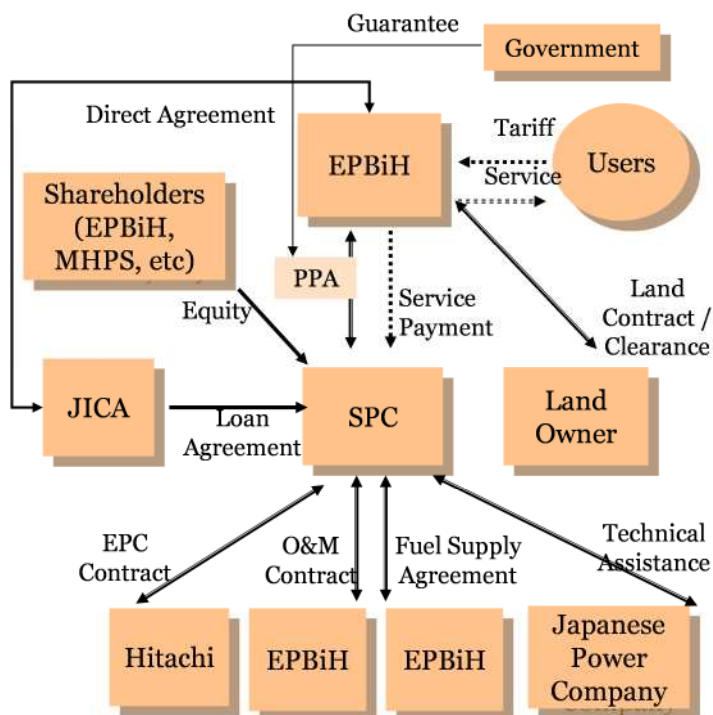 Guarantee
Government
Direct Agreement
EPBiH
Tariff
Users
Service
Shareholders
(EPBiH,
MHPS, etc)
PPA
Equity
Service
Payment
Land
Contract /
Clearance
JICA
Loan
Agreement
SPC
Land
Owner
EPC
Contract
O&M
Contract
Fuel Supply
Agreement
Technical
Assistance
Hitachi
EPBiH
EPBiH
Japanese
Power
Company